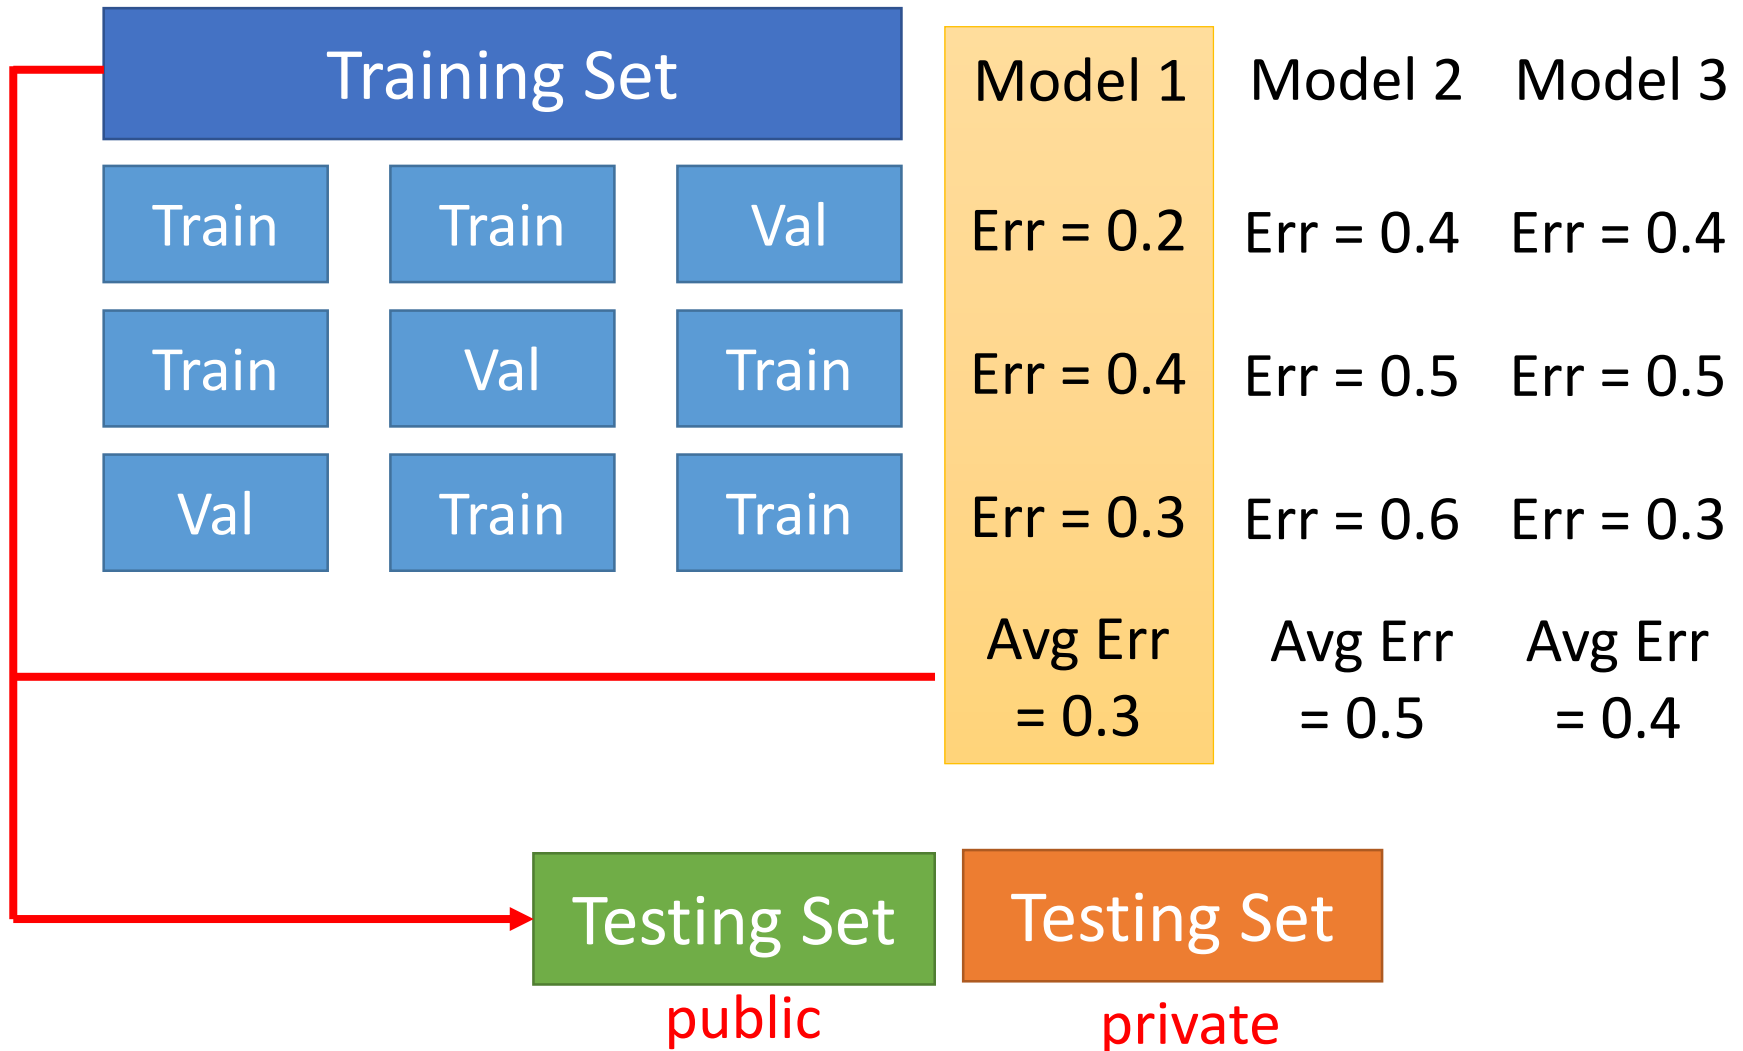 Training Set
Model 1
Model 2
Model 3
Train
Train
Val
Err = 0.2
Err = 0.4
Err = 0.4
Train
Val
Train
Err = 0.4
Err = 0.5
Err = 0.5
Val
Train
Train
Err = 0.3
Err = 0.6
Err = 0.3
Avg Err
= 0.3
Avg Err
= 0.5
Avg Err
= 0.4
Testing Set
Testing Set
public
private